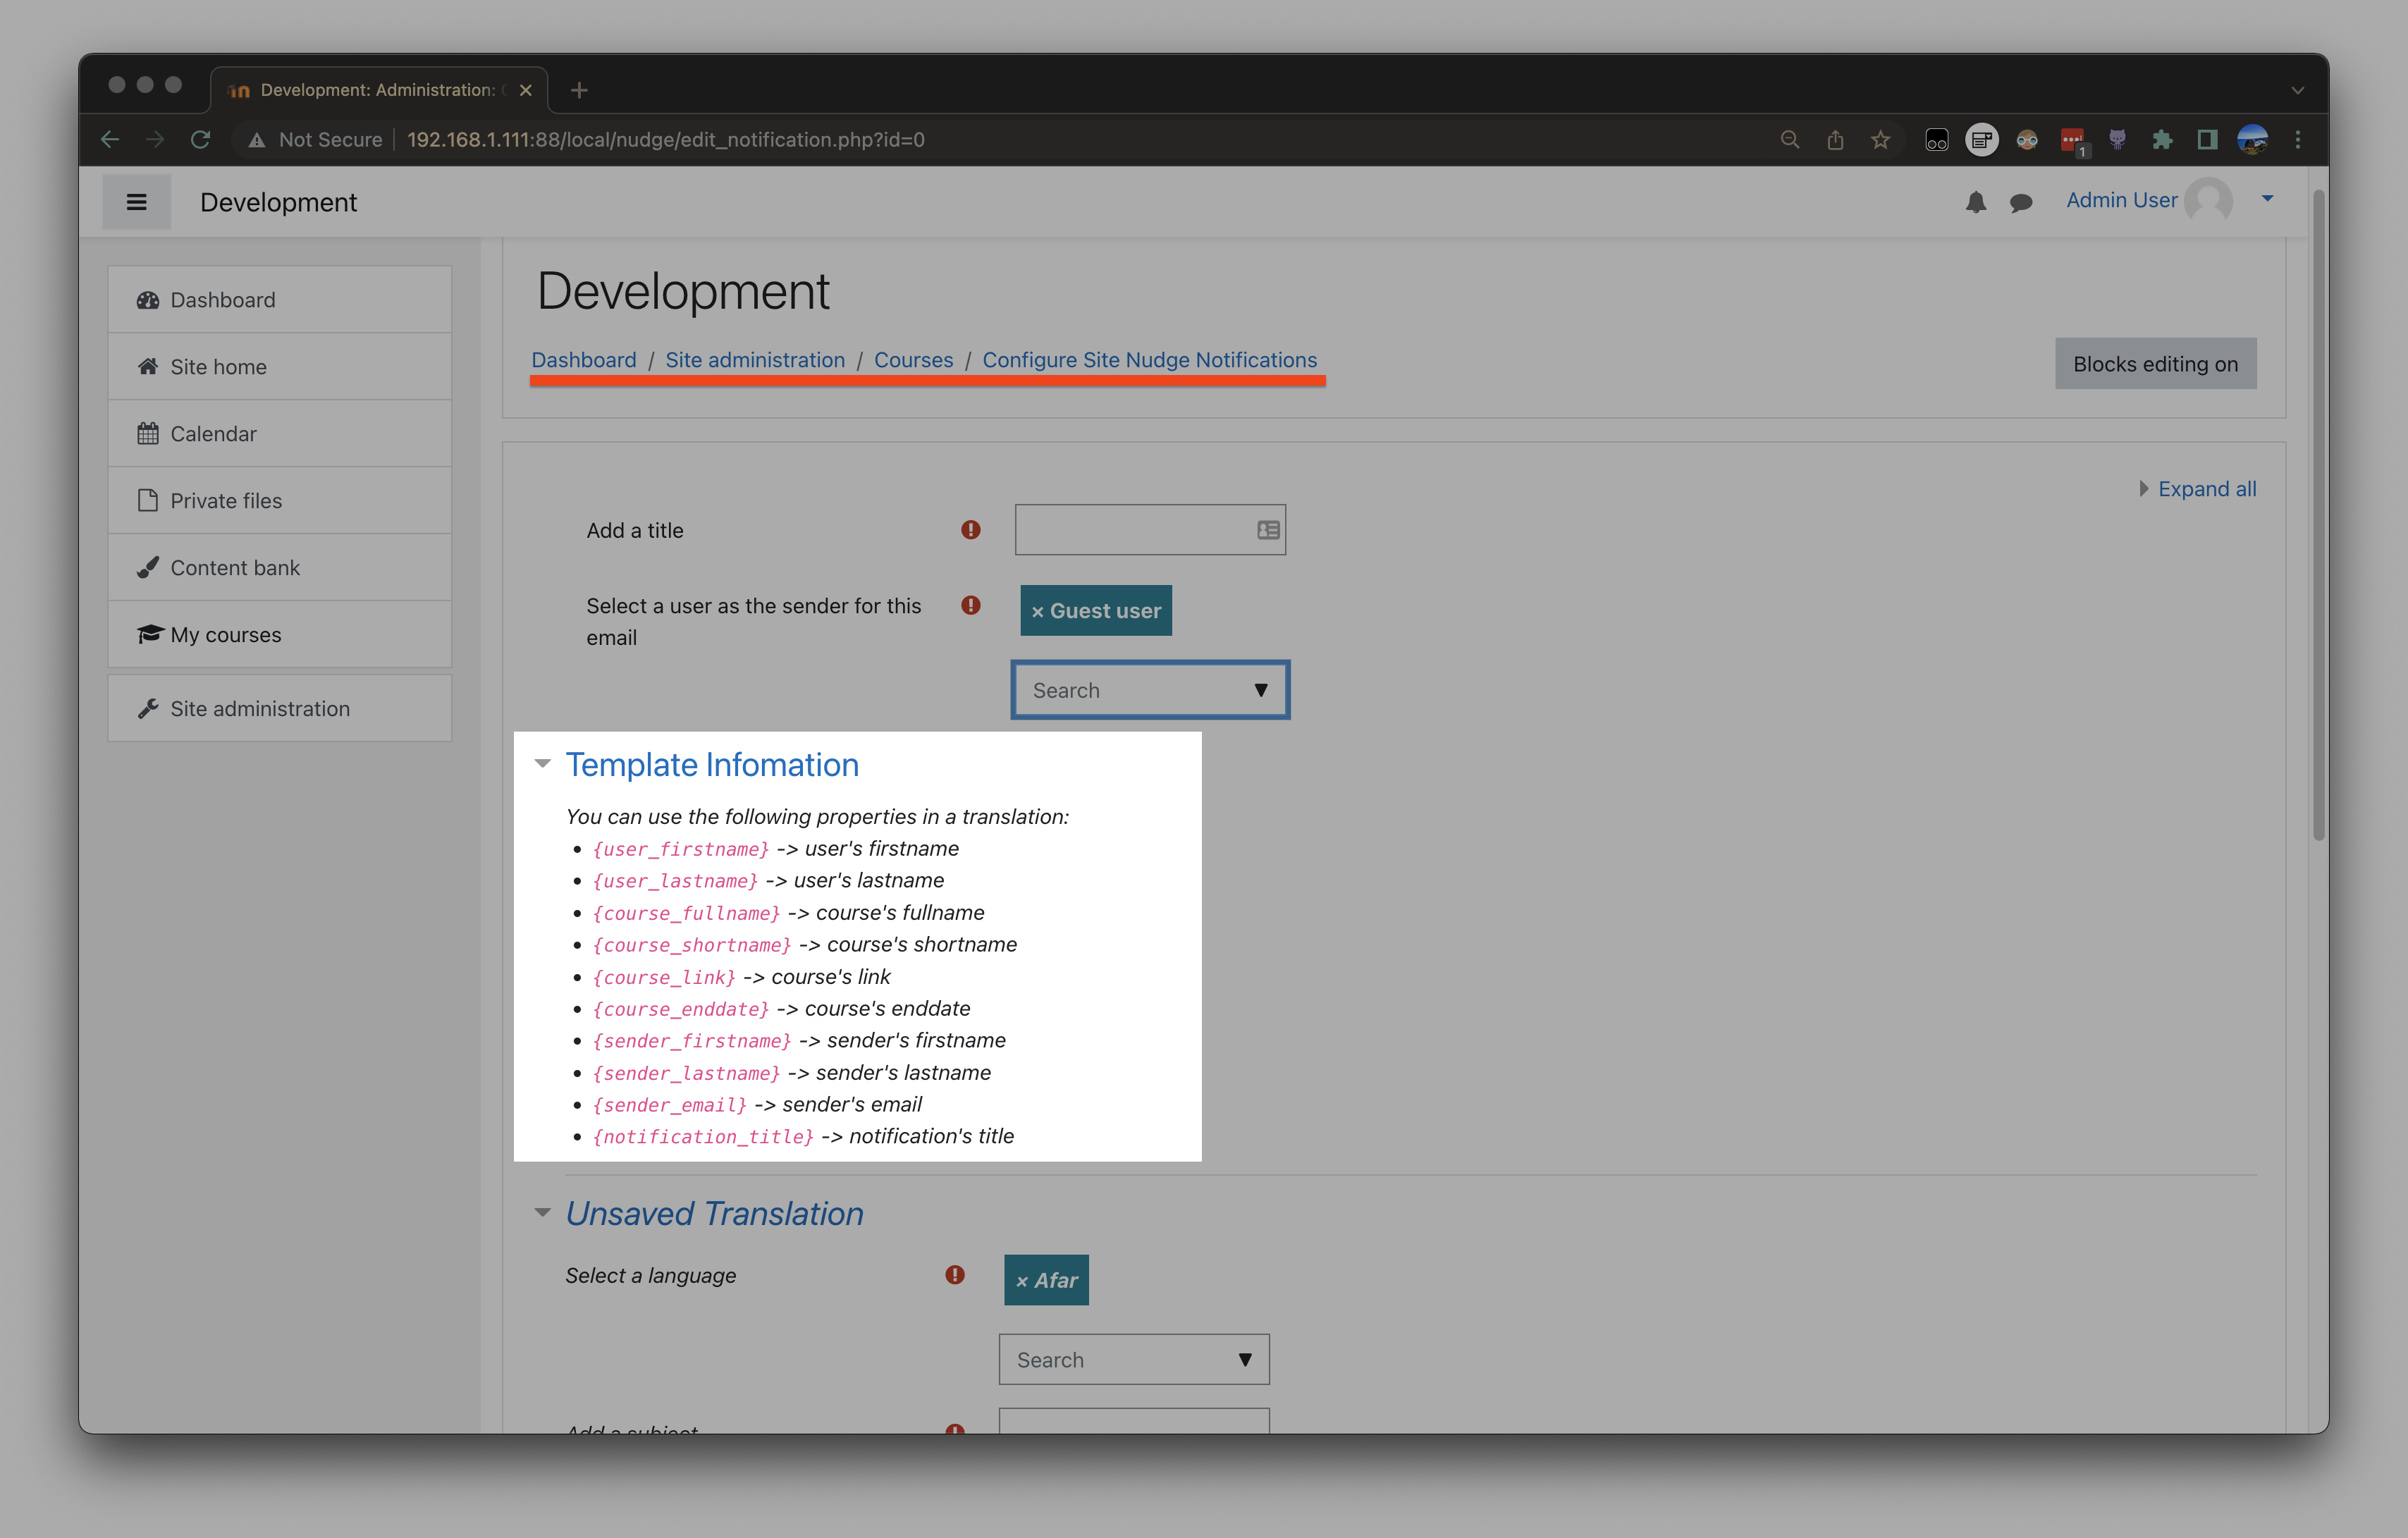 Development: Administration:
Not Secure 192.168.1.111:88/local/nudge/edit_notification.php?id=0
1
Development
Admin User
Dashboard
Site home
Calendar
Private files
Content bank
My courses
Site administration
Development
Dashboard / Site administration / Courses / Configure Site Nudge Notifications
Blocks editing on
Expand all
Add a title
Select a user as the sender for this
email
× Guest user
Search ▼
Template Infomation
You can use the following properties in a translation:
• {user_firstname} -> user's firstname
• {user_lastname} -> user's lastname
• {course_fullname} -> course's fullname
• {course_shortname} -> course's shortname
• {course_link} -> course's link
• {course_enddate} -> course's enddate
• {sender_firstname} -> sender's firstname
• {sender_lastname} -> sender's lastname
• {sender_email} -> sender's email
• {notification_title} -> notification's title
Unsaved Translation
Select a language
× Afar
Search ▼
Add a subject